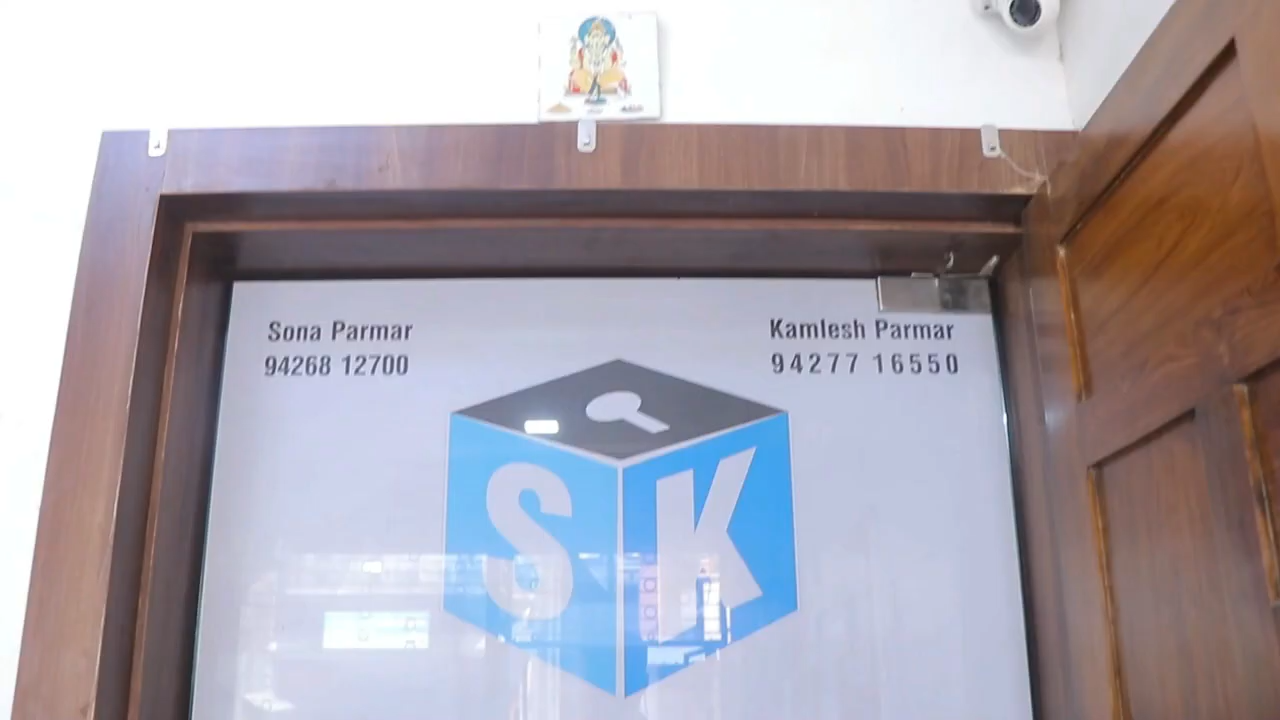 Sona Parmar
94268 12700
Kamlesh Parmar
94277 16550
SK